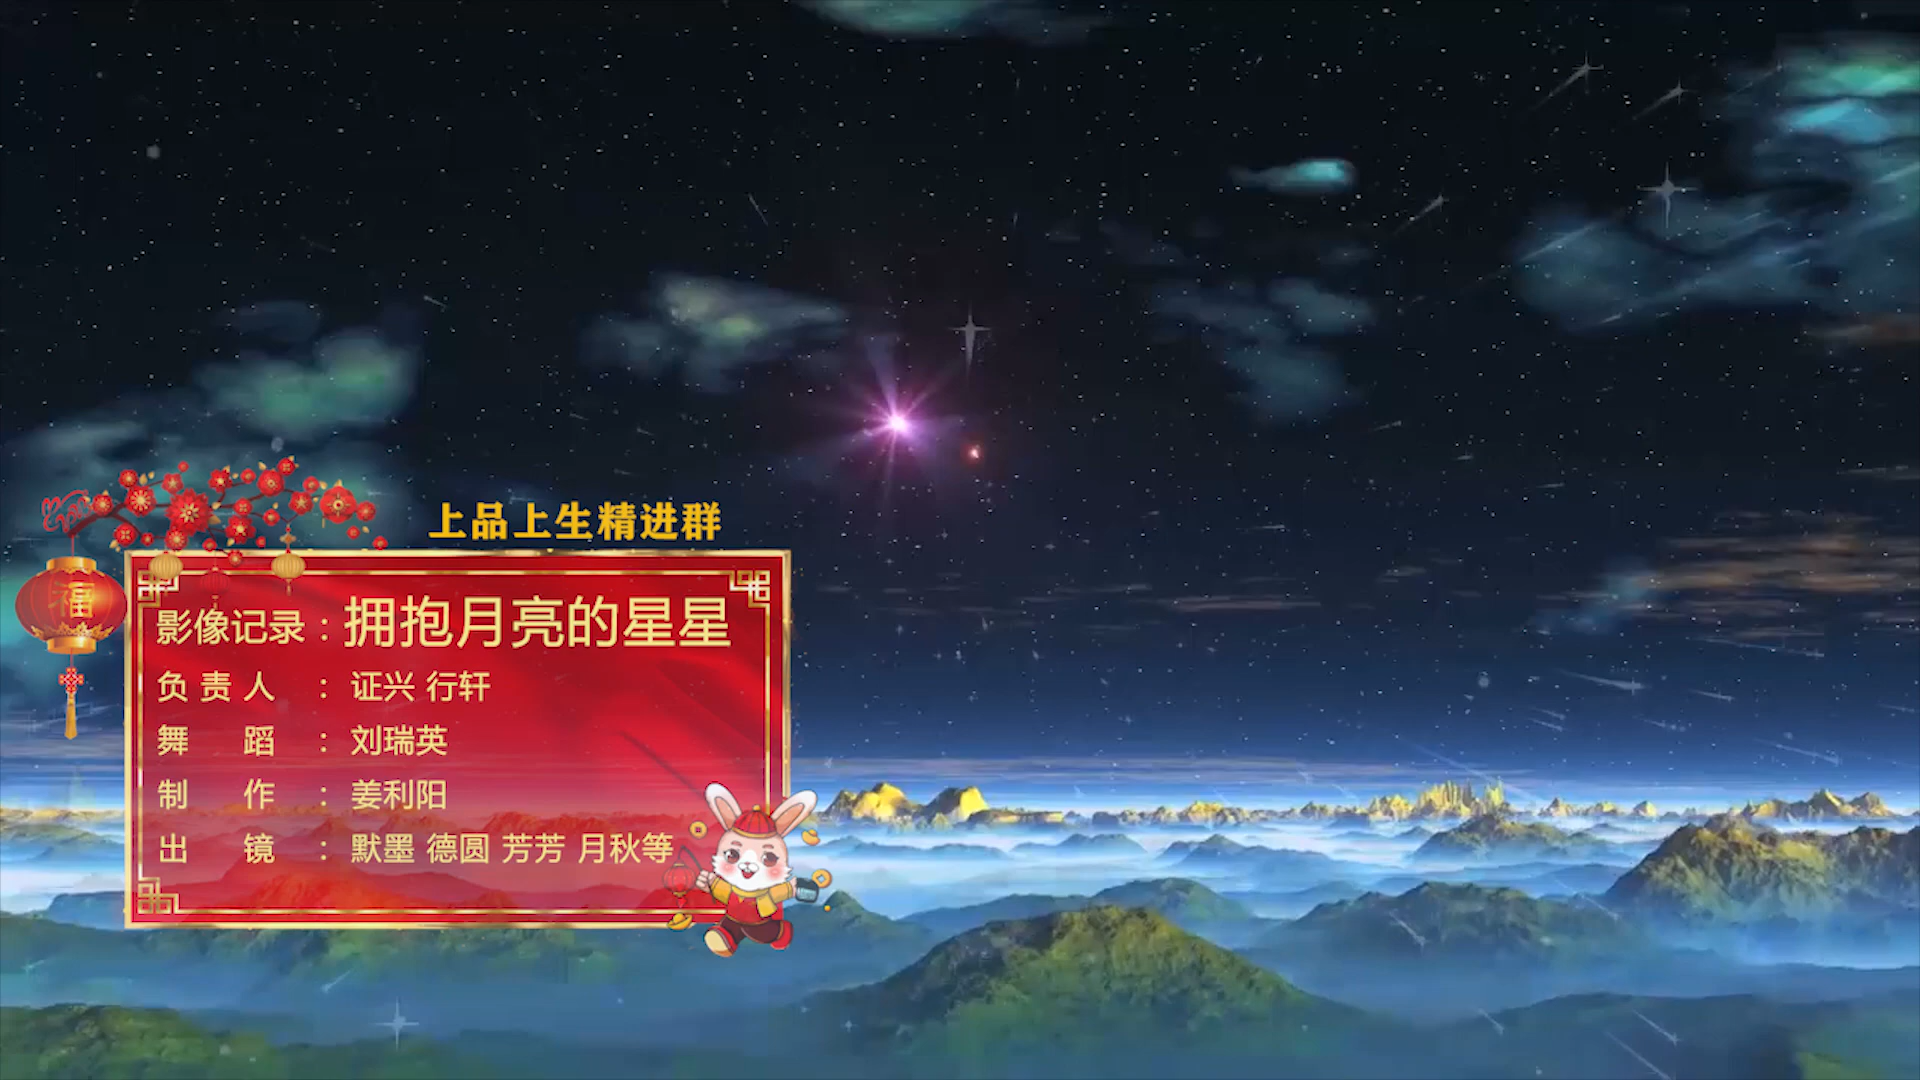 上品上生精进群
福
影像记录：拥抱月亮的星星
负责人：证兴 行轩
舞蹈：刘瑞英
制作：姜利阳
出镜：默墨 德圆 芳芳 月秋等